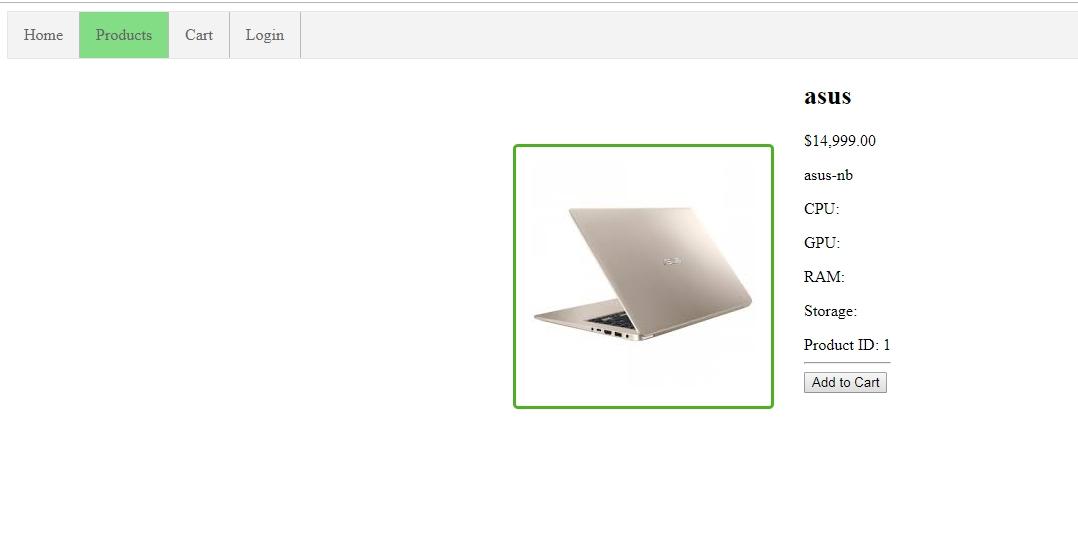 Home Products Cart Login
asus
$14,999.00
asus-nb
CPU:
GPU:
RAM:
Storage:
Product ID: 1
Add to Cart
ASUS